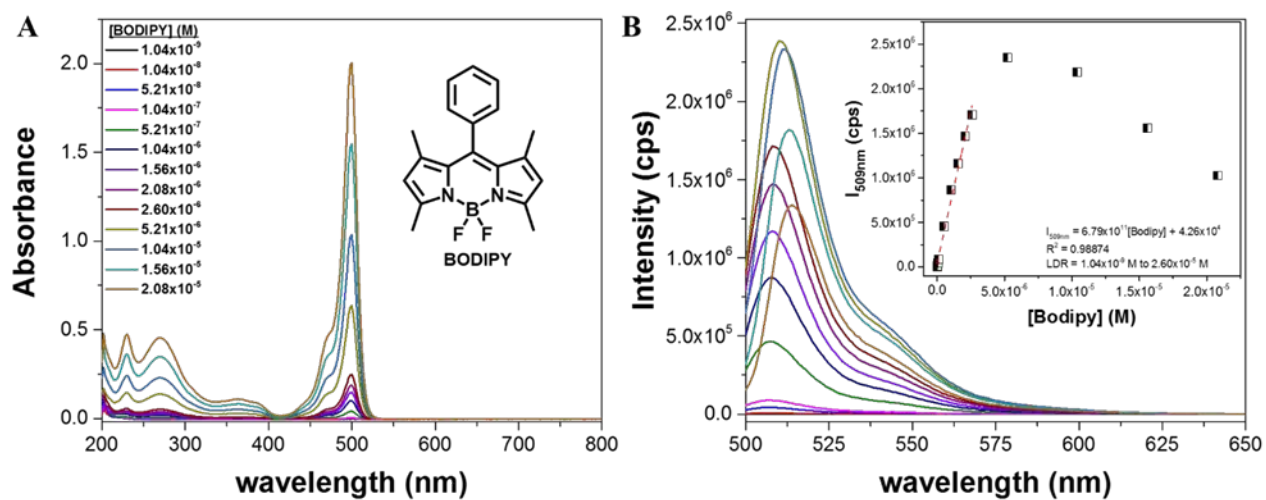 A
[BODIPY] (M)
1.04x10⁻⁹
1.04x10⁻⁸
5.21x10⁻⁸
1.04x10⁻⁷
5.21x10⁻⁷
1.04x10⁻⁶
1.56x10⁻⁶
2.08x10⁻⁶
2.60x10⁻⁶
5.21x10⁻⁶
1.04x10⁻⁵
1.56x10⁻⁵
2.08x10⁻⁵
N
N
B
F
F
BODIPY
Absorbance
2.0
1.5
1.0
0.5
0.0
200 300 400 500 600 700 800
wavelength (nm)
B
Intensity (cps)
2.5x10⁶
2.0x10⁶
1.5x10⁶
1.0x10⁶
5.0x10⁵
0.0
500 525 550 575 600 625 650
wavelength (nm)
I₅₀₉ₙₘ (cps)
2.5x10⁶
2.0x10⁶
1.5x10⁶
1.0x10⁶
5.0x10⁵
0.0
I₅₀₉ₙₘ = 6.79x10¹¹[Bodipy] + 4.26x10⁴
R² = 0.98874
LDR = 1.04x10⁻⁹ M to 2.60x10⁻⁵ M
0.0 5.0x10⁻⁶ 1.0x10⁻⁵ 1.5x10⁻⁵ 2.0x10⁻⁵
[Bodipy] (M)